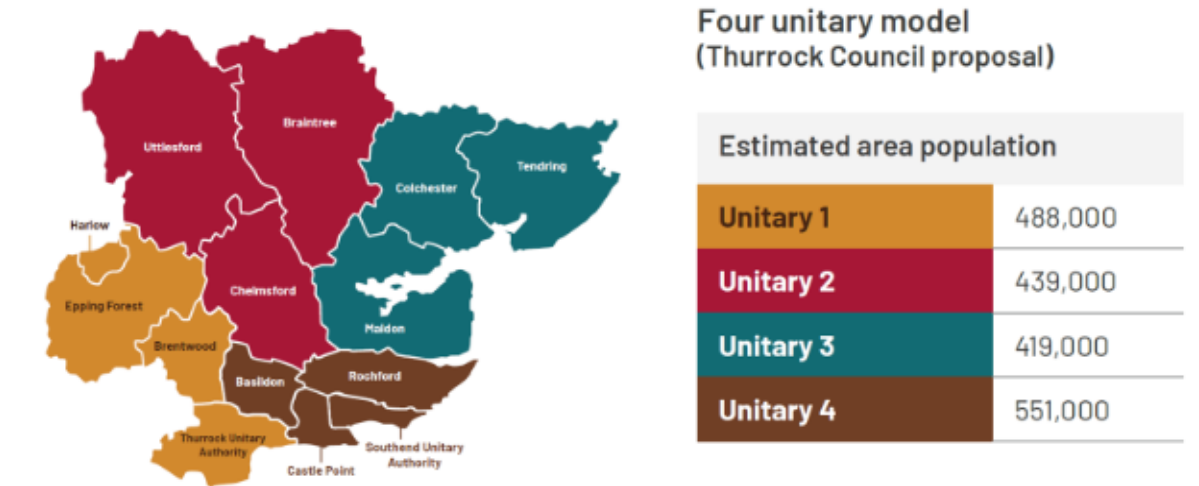 Four unitary model
(Thurrock Council proposal)
Estimated area population
Unitary 1 488,000
Unitary 2 439,000
Unitary 3 419,000
Unitary 4 551,000
Uttlesford
Braintree
Colchester
Tendring
Harlow
Epping Forest
Chelmsford
Maldon
Brentwood
Basildon
Rochford
Thurrock Unitary
Authority
Castle Point
Southend Unitary
Authority